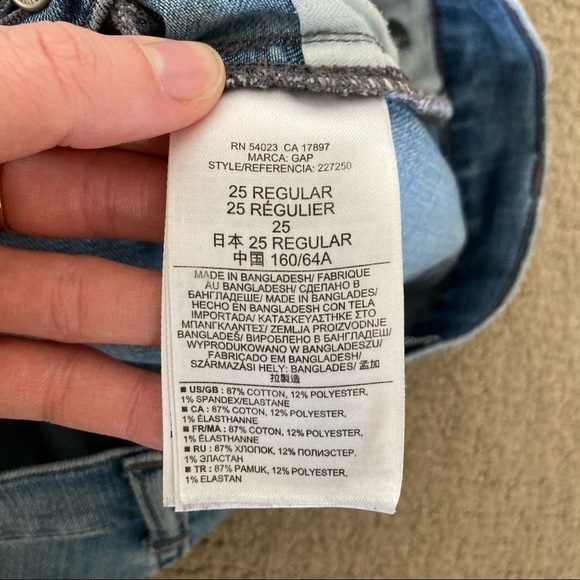 RN 54023 CA 17897
MARCA: GAP
STYLE/REFERENCIA: 227250
25 REGULAR
25 RÉGULIER
25
日本 25 REGULAR
中国 160/64A
MADE IN BANGLADESH/ FABRIQUE
AU BANGLADESH/ СДЕЛАНО В
БАНГЛАДЕШЕ/ MADE IN BANGLADESH/
HECHO EN BANGLADESH CON TELA
IMPORTADA/ ΚΑΤΑΣΚΕΥΑΣΤΗΚΕ ΣΤΟ
ΜΠΑΝΓΚΛΑΝΤΕΣ/ ZEMLJA PROIZVODNJE
BANGLADEŠ/ ВИРОБЛЕНО В БАНГЛАДЕШ/
WYPRODUKOWANO W BANGLADESZU/
FABRICADO EM BANGLADESH/
SZÁRMAZÁSI HELY: BANGLADES/ 孟加
拉製造
■ US/GB : 87% COTTON, 12% POLYESTER,
1% SPANDEX/ELASTANE
■ CA : 87% COTON, 12% POLYESTER,
1% ÉLASTHANNE
■ FR/MA : 87% COTON, 12% POLYESTER,
1% ÉLASTHANNE
■ RU : 87% ХЛОПОК, 12% ПОЛИЭСТЕР,
1% ЭЛАСТАН
■ TR : 87% PAMUK, 12% POLYESTER,
1% ELASTAN